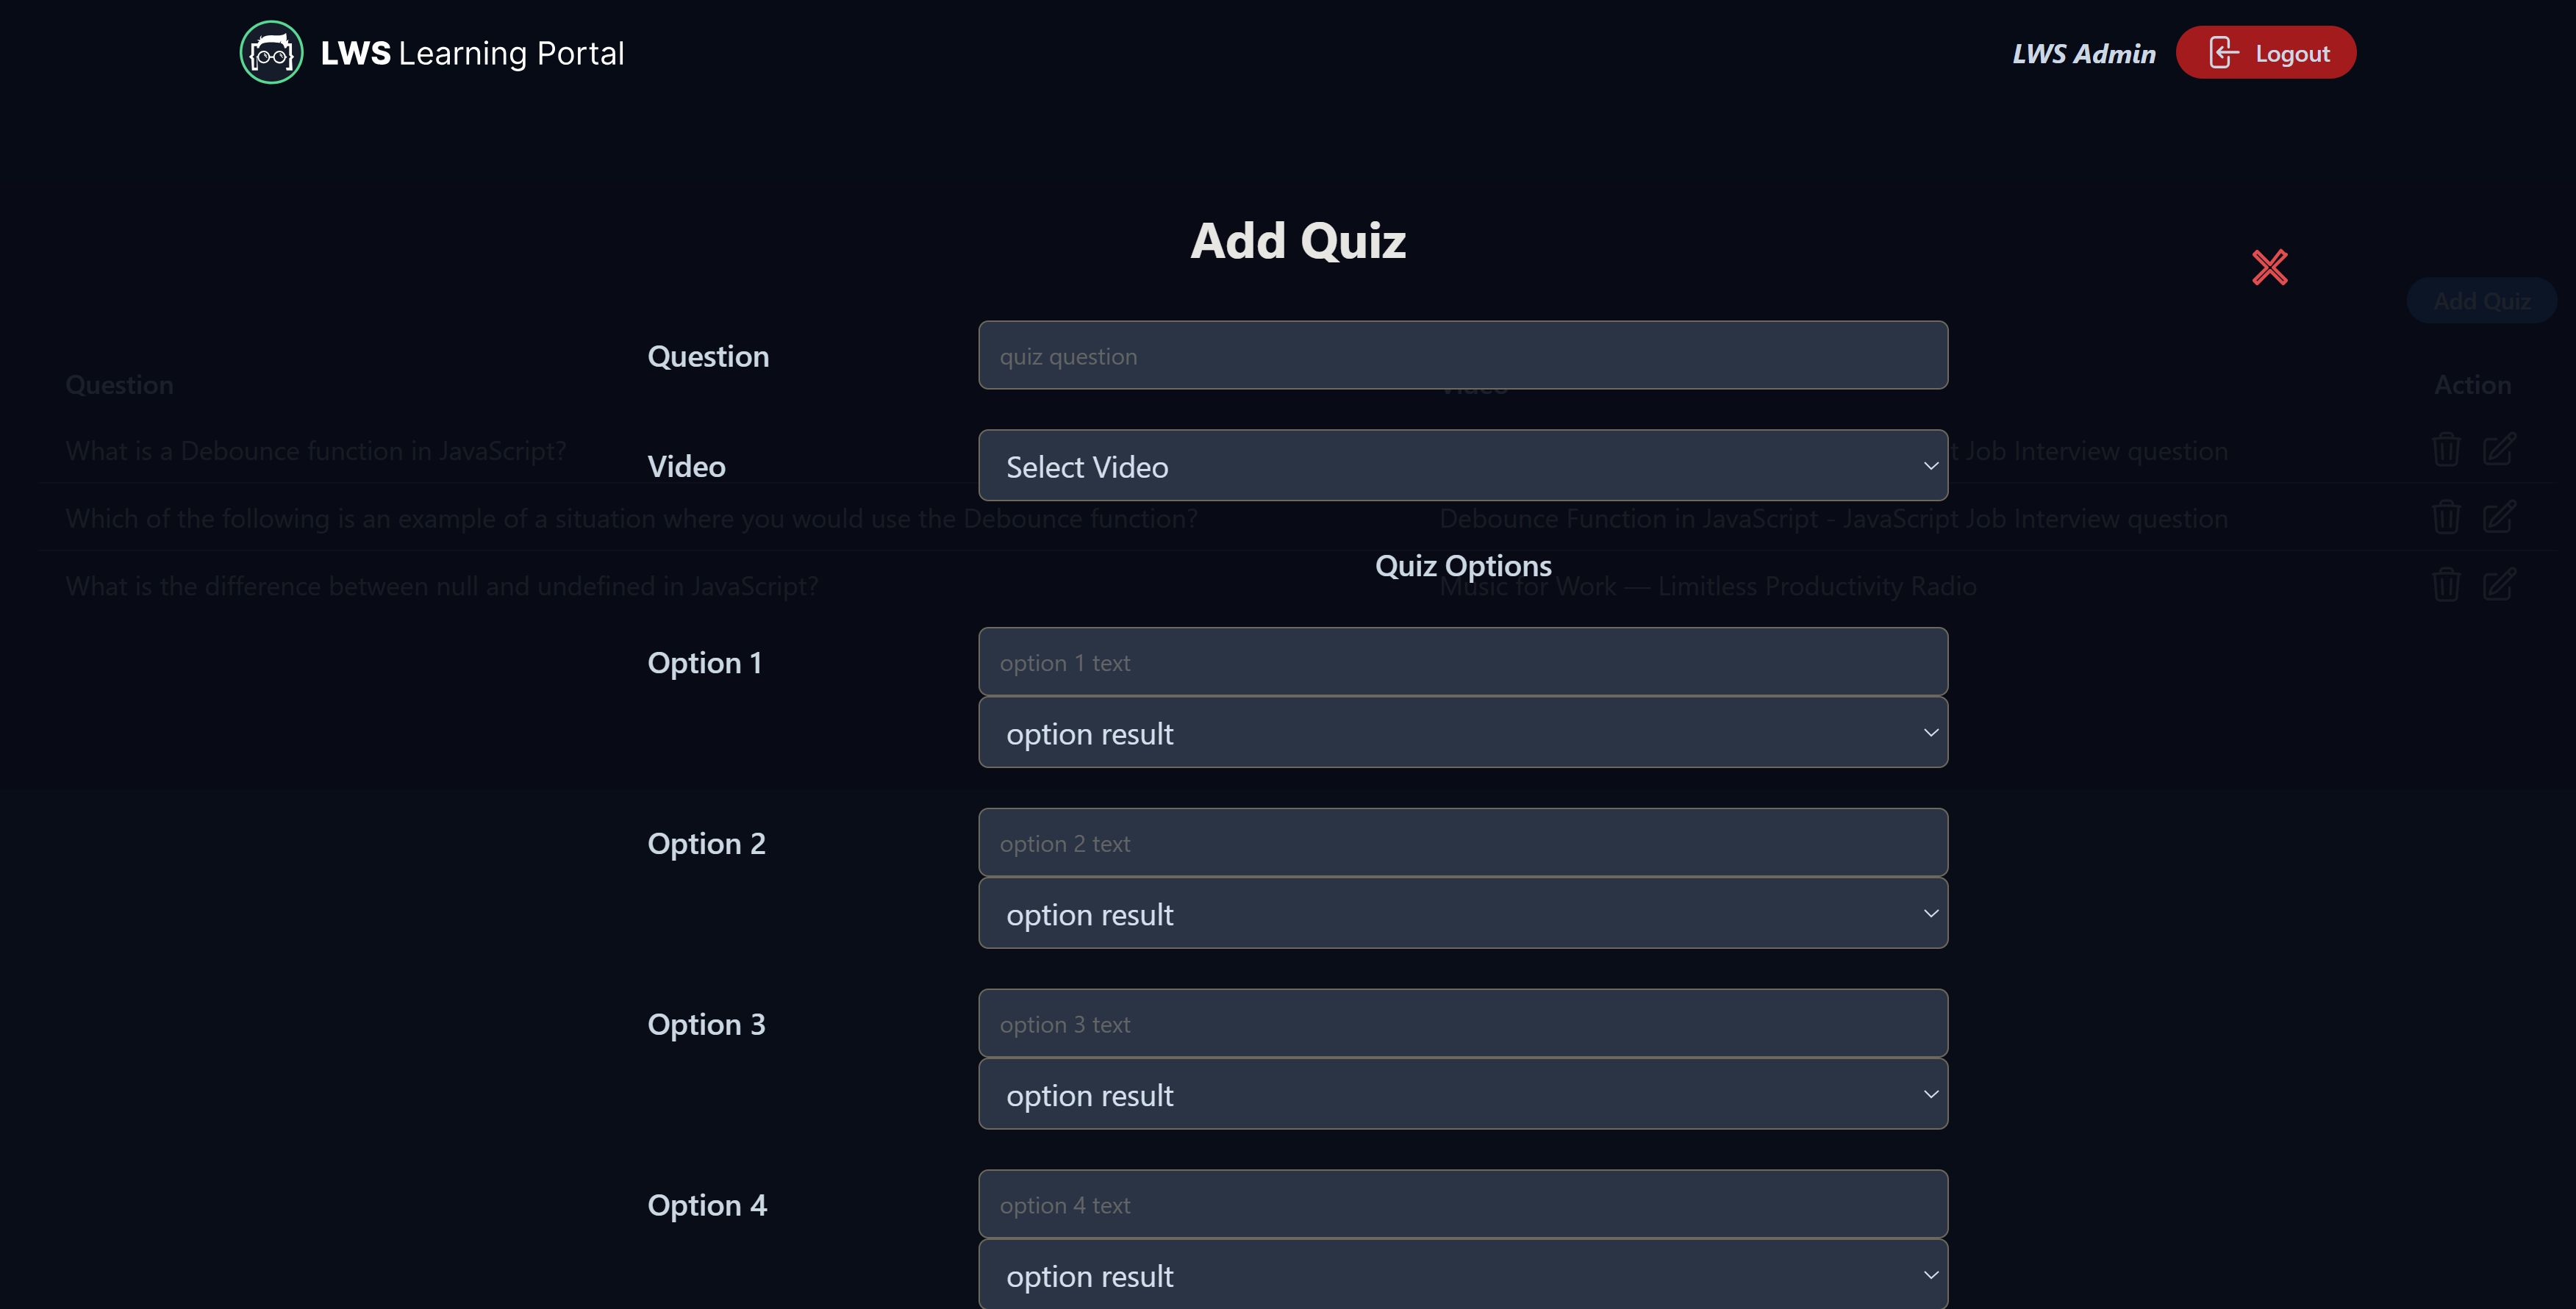 LWS Learning Portal
LWS Admin
Logout
Add Quiz
Add Quiz
Question
quiz question
Question
Video
Action
What is a Debounce function in JavaScript?
t Job Interview question
Video
Select Video
Which of the following is an example of a situation where you would use the Debounce function?
Debounce Function in JavaScript - JavaScript Job Interview question
Quiz Options
What is the difference between null and undefined in JavaScript?
Music for Work — Limitless Productivity Radio
Option 1
option 1 text
option result
Option 2
option 2 text
option result
Option 3
option 3 text
option result
Option 4
option 4 text
option result